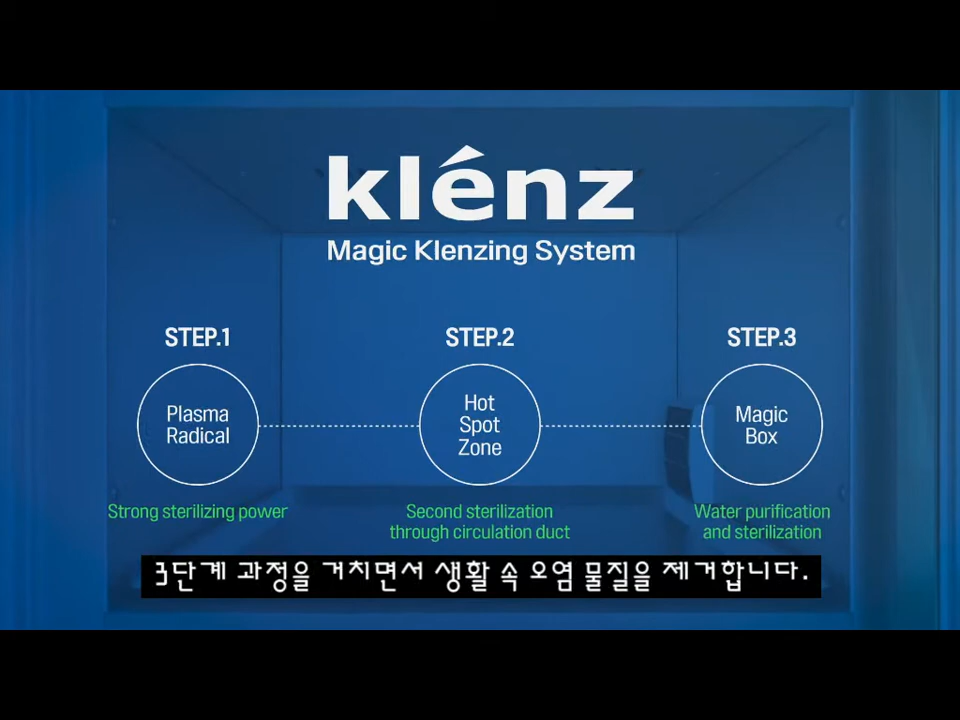 klénz
Magic Klenzing System
STEP.1
Plasma
Radical
Strong sterilizing power
STEP.2
Hot
Spot
Zone
Second sterilization
through circulation duct
STEP.3
Magic
Box
Water purification
and sterilization
3단계 과정을 거치면서 생활 속 오염 물질을 제거합니다.